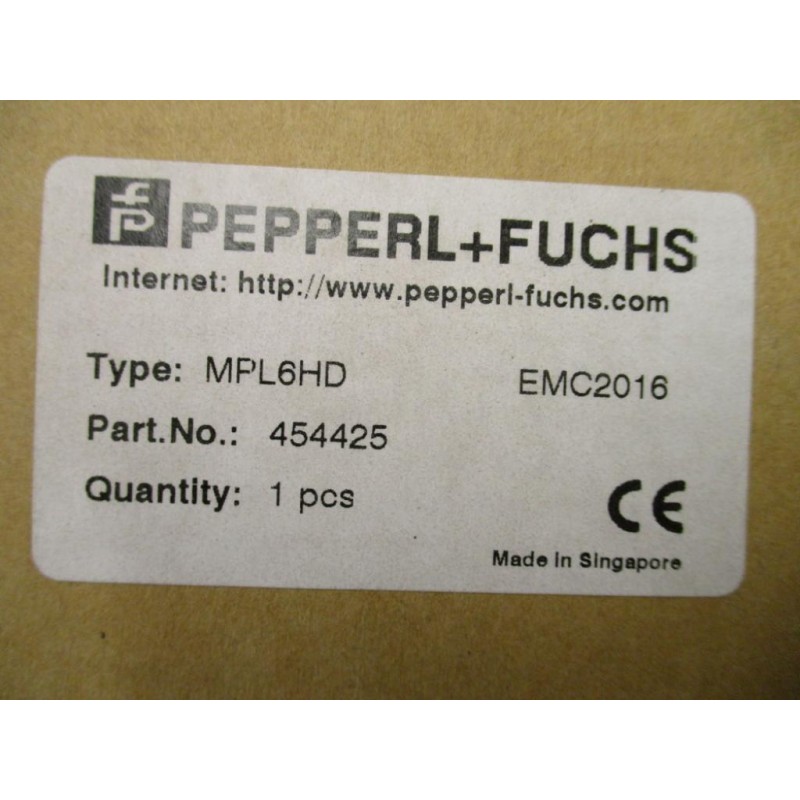 PEPPERL+FUCHS
Internet: http://www.pepperl-fuchs.com
Type: MPL6HD EMC2016
Part.No.: 454425
Quantity: 1 pcs
CE
Made in Singapore